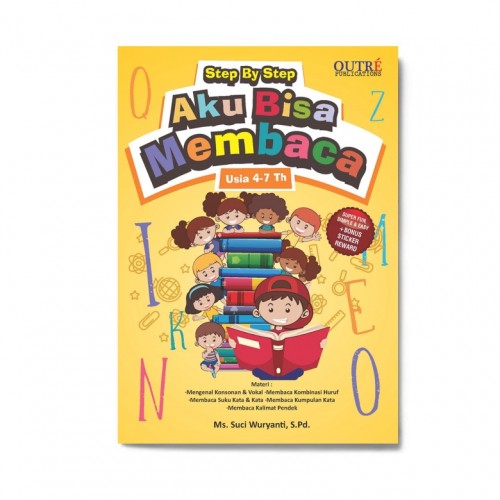 OUTRÉ
PUBLICATIONS
Step By Step
Aku Bisa
Membaca
Usia 4-7 Th
SUPER FUN,
SIMPLE & EASY
+ BONUS
STICKER
REWARD
Q
Z
I
M
K
E
N
O
Materi :
-Mengenal Konsonan & Vokal -Membaca Kombinasi Huruf
-Membaca Suku Kata & Kata -Membaca Kumpulan Kata
-Membaca Kalimat Pendek
Ms. Suci Wuryanti, S.Pd.